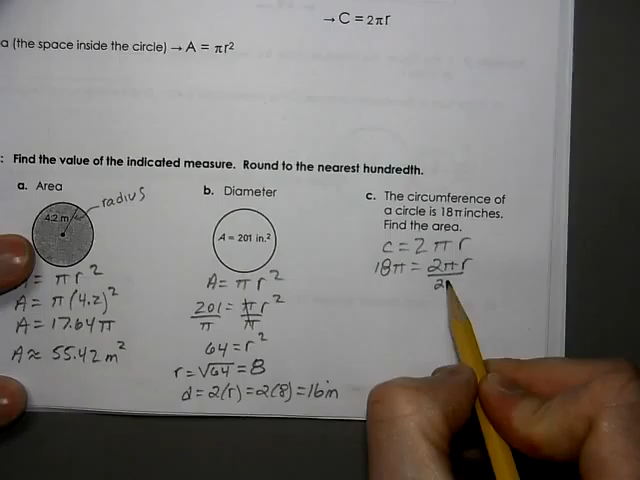 → C = 2πr
a (the space inside the circle) → A = πr²
: Find the value of the indicated measure. Round to the nearest hundredth.
a. Area
4.2 m
radius
= πr²
A = π(4.2)²
A = 17.64π
A ≈ 55.42 m²
b. Diameter
A = 201 in.²
A = πr²
201 = πr²
π π
64 = r²
r = √64 = 8
d = 2(r) = 2(8) = 16in
c. The circumference of
a circle is 18π inches.
Find the area.
C = 2πr
18π = 2πr
2